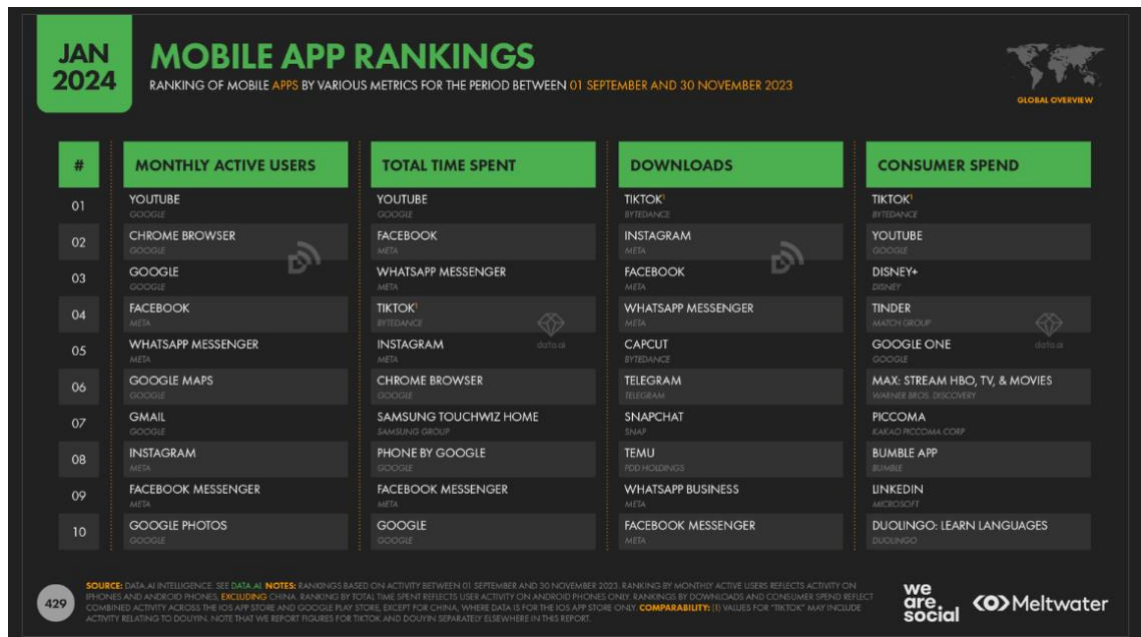 JAN
2024
MOBILE APP RANKINGS
RANKING OF MOBILE APPS BY VARIOUS METRICS FOR THE PERIOD BETWEEN 01 SEPTEMBER AND 30 NOVEMBER 2023
GLOBAL OVERVIEW
# MONTHLY ACTIVE USERS TOTAL TIME SPENT DOWNLOADS CONSUMER SPEND
01 YOUTUBE YOUTUBE TIKTOK¹ TIKTOK¹
GOOGLE GOOGLE BYTEDANCE BYTEDANCE
02 CHROME BROWSER FACEBOOK INSTAGRAM YOUTUBE
GOOGLE META META GOOGLE
03 GOOGLE WHATSAPP MESSENGER FACEBOOK DISNEY+
GOOGLE META META DISNEY
04 FACEBOOK TIKTOK¹ WHATSAPP MESSENGER TINDER
META BYTEDANCE META MATCH GROUP
05 WHATSAPP MESSENGER INSTAGRAM CAPCUT GOOGLE ONE
META META BYTEDANCE GOOGLE
data.ai data.ai
06 GOOGLE MAPS CHROME BROWSER TELEGRAM MAX: STREAM HBO, TV, & MOVIES
GOOGLE GOOGLE TELEGRAM WARNER BROS. DISCOVERY
07 GMAIL SAMSUNG TOUCHWIZ HOME SNAPCHAT PICCOMA
GOOGLE SAMSUNG GROUP SNAP KAKAO PICCOMA CORP
08 INSTAGRAM PHONE BY GOOGLE TEMU BUMBLE APP
META GOOGLE PDD HOLDINGS BUMBLE
09 FACEBOOK MESSENGER FACEBOOK MESSENGER WHATSAPP BUSINESS LINKEDIN
META META META MICROSOFT
10 GOOGLE PHOTOS GOOGLE FACEBOOK MESSENGER DUOLINGO: LEARN LANGUAGES
GOOGLE GOOGLE META DUOLINGO
429
SOURCE: DATA.AI INTELLIGENCE. SEE DATA.AI. NOTES: RANKINGS BASED ON ACTIVITY BETWEEN 01 SEPTEMBER AND 30 NOVEMBER 2023. RANKING BY MONTHLY ACTIVE USERS REFLECTS ACTIVITY ON
IPHONES AND ANDROID PHONES, EXCLUDING CHINA. RANKING BY TOTAL TIME SPENT REFLECTS USER ACTIVITY ON ANDROID PHONES ONLY. RANKINGS BY DOWNLOADS AND CONSUMER SPEND REFLECT
COMBINED ACTIVITY ACROSS THE IOS APP STORE AND GOOGLE PLAY STORE, EXCEPT FOR CHINA, WHERE DATA IS FOR THE IOS APP STORE ONLY. COMPARABILITY: (1) VALUES FOR "TIKTOK" MAY INCLUDE
ACTIVITY RELATING TO DOUYIN. NOTE THAT WE REPORT FIGURES FOR TIKTOK AND DOUYIN SEPARATELY ELSEWHERE IN THIS REPORT.
we
are.
social
Meltwater